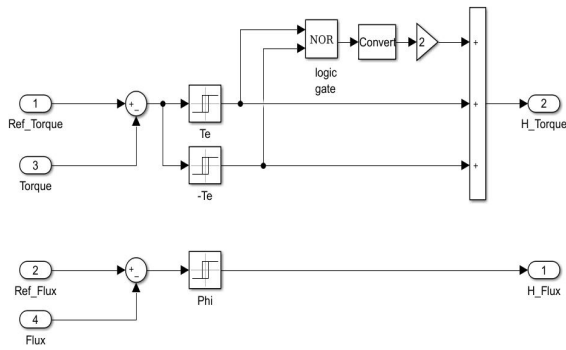 NOR
Convert
2
+
logic
gate
1
+
−
+
2
Ref_Torque
Te
H_Torque
3
Torque
-Te
+
2
+
−
1
Ref_Flux
Phi
H_Flux
4
Flux